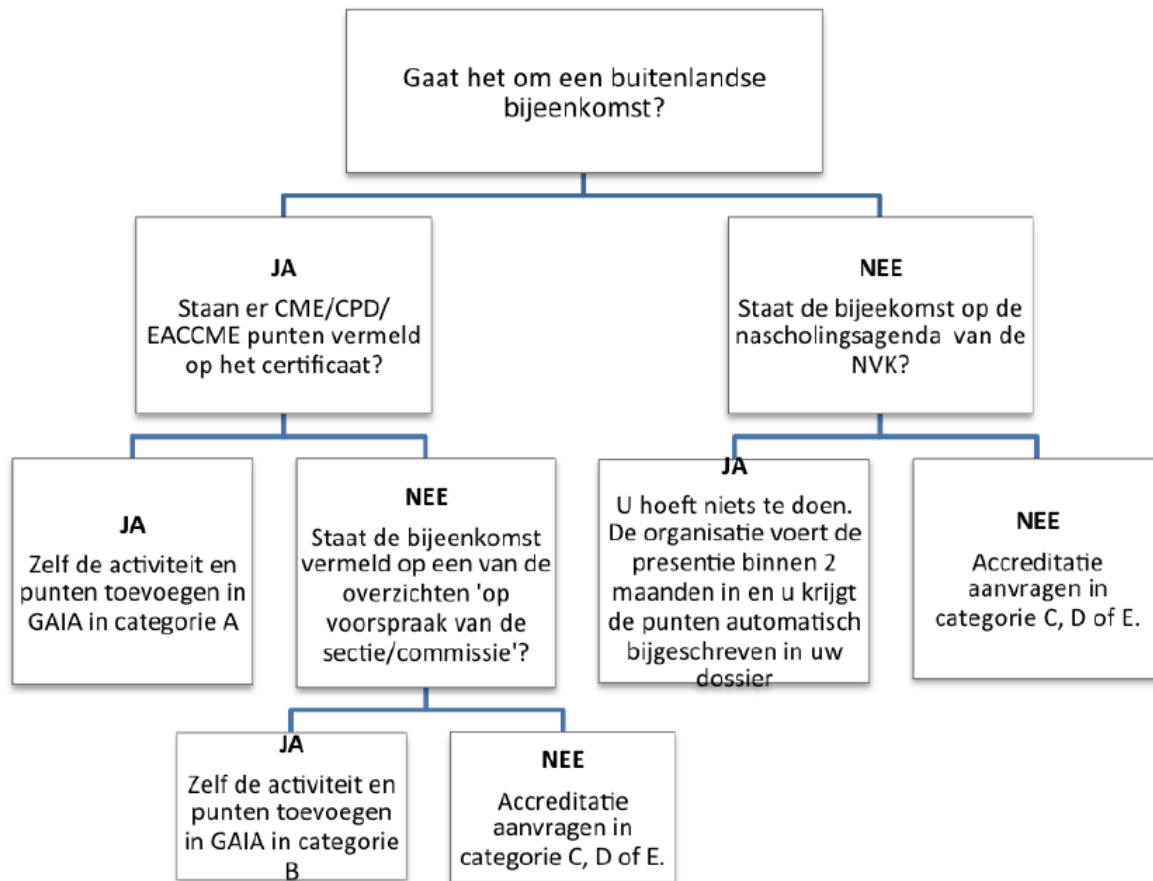 Gaat het om een buitenlandse
bijeenkomst?
JA
Staan er CME/CPD/
EACCME punten vermeld
op het certificaat?
NEE
Staat de bijeekomst op de
nascholingsagenda van de
NVK?
JA
Zelf de activiteit en
punten toevoegen in
GAIA in categorie A
NEE
Staat de bijeenkomst
vermeld op een van de
overzichten 'op
voorspraak van de
sectie/commissie'?
JA
U hoeft niets te doen.
De organisatie voert de
presentie binnen 2
maanden in en u krijgt
de punten automatisch
bijgeschreven in uw
dossier
NEE
Accreditatie
aanvragen in
categorie C, D of E.
JA
Zelf de activiteit en
punten toevoegen
in GAIA in categorie
B
NEE
Accreditatie
aanvragen in
categorie C, D of E.